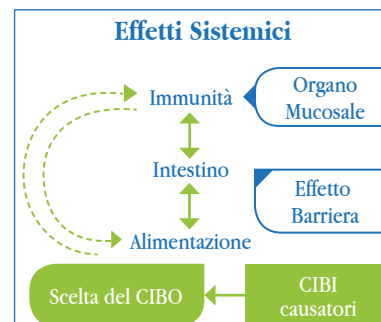 Effetti Sistemici
Immunità
Organo
Mucosale
Intestino
Effetto
Barriera
Alimentazione
Scelta del CIBO
CIBI
causatori